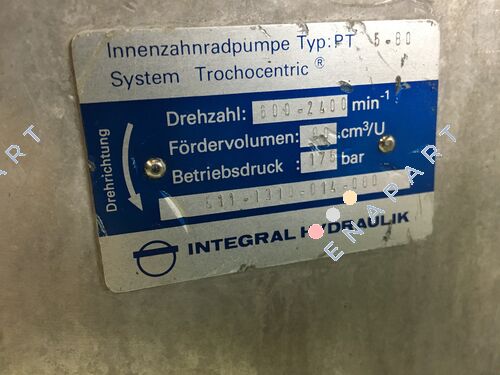 Innenzahnradpumpe Typ: PT 5-80
System Trochocentric®
Drehrichtung
Drehzahl: 600-2400 min⁻¹
Fördervolumen: cm³/U
Betriebsdruck : 175 bar
INTEGRAL HYDRAULIK
ENAPART